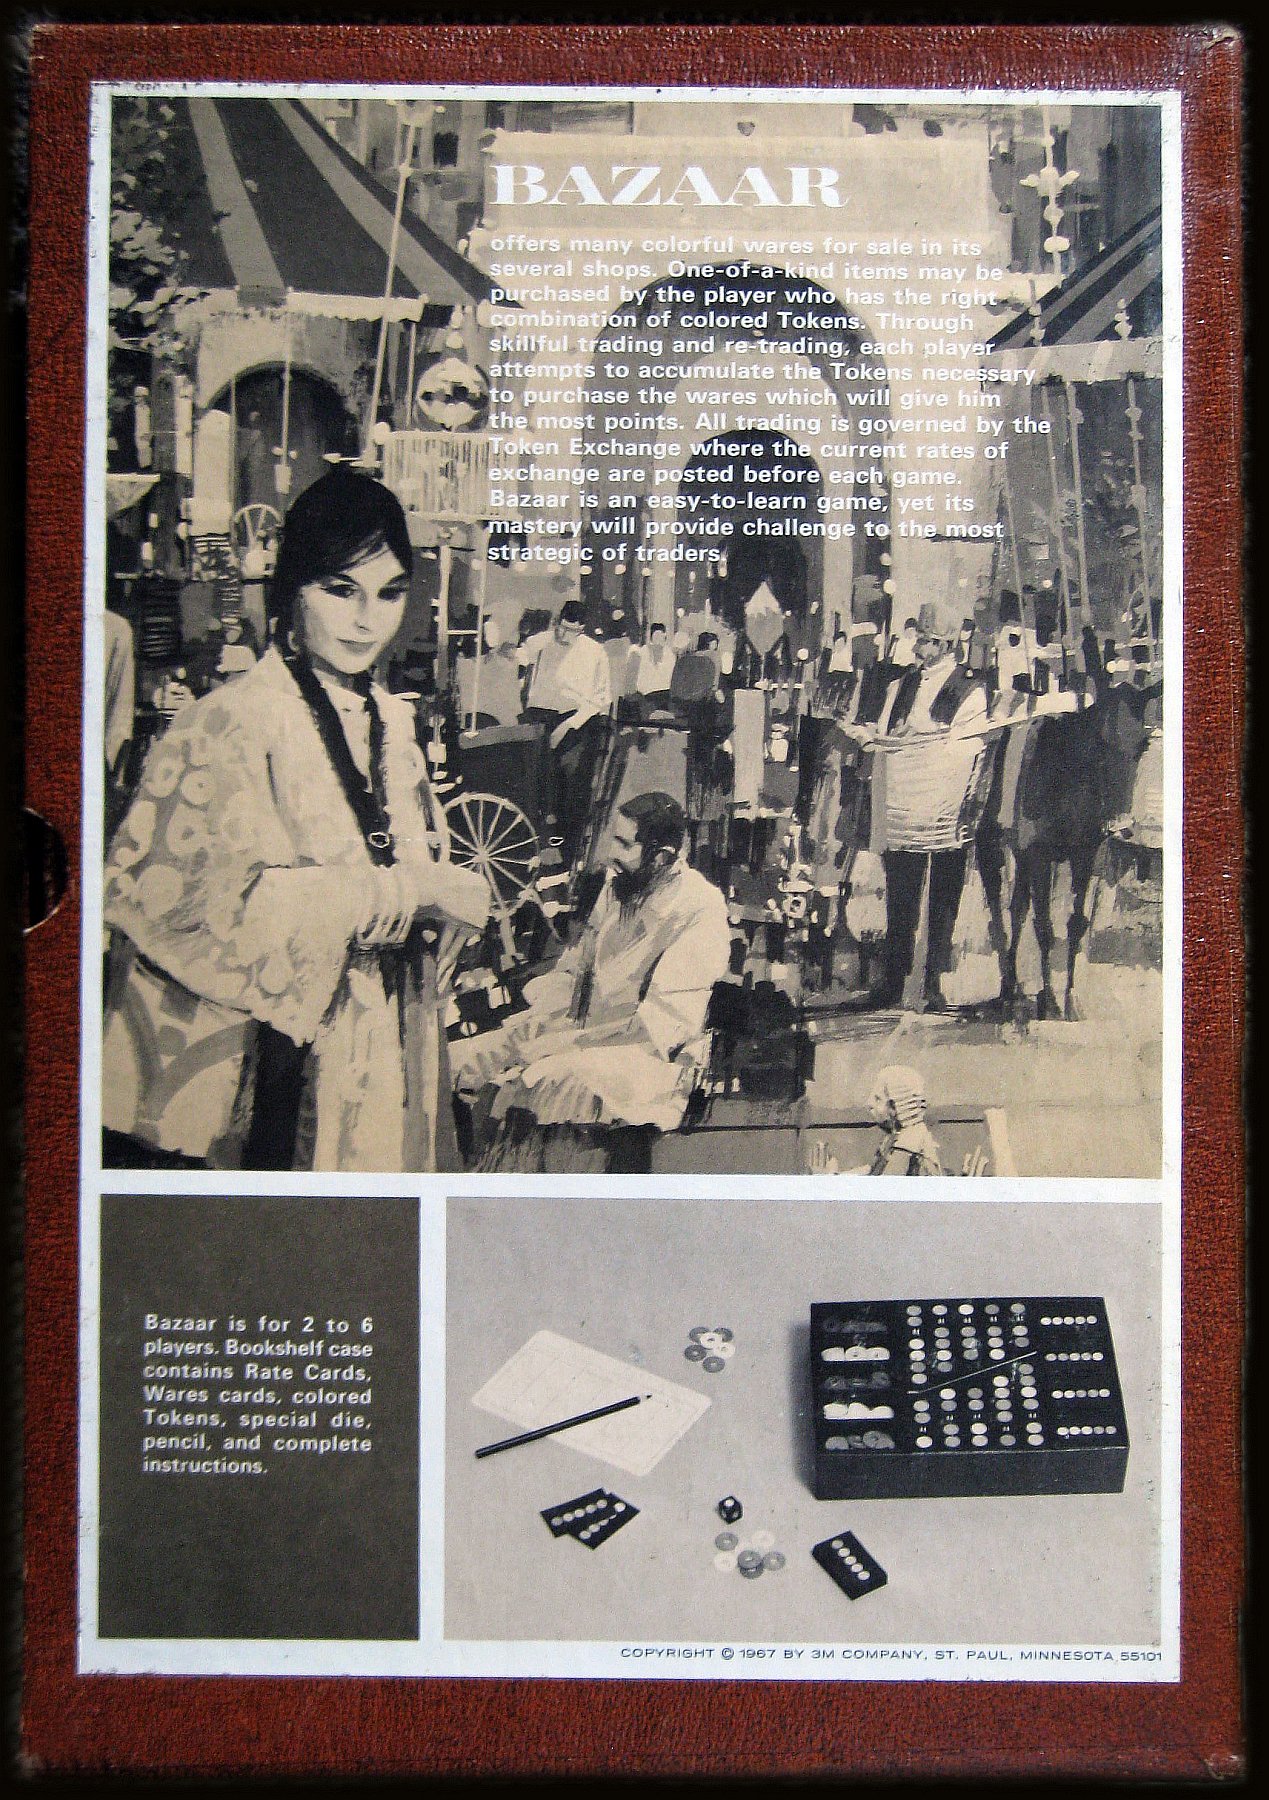 BAZAAR
offers many colorful wares for sale in its
several shops. One-of-a-kind items may be
purchased by the player who has the right
combination of colored Tokens. Through
skillful trading and re-trading, each player
attempts to accumulate the Tokens necessary
to purchase the wares which will give him
the most points. All trading is governed by the
Token Exchange where the current rates of
exchange are posted before each game.
Bazaar is an easy-to-learn game, yet its
mastery will provide challenge to the most
strategic of traders.
Bazaar is for 2 to 6
players. Bookshelf case
contains Rate Cards,
Wares cards, colored
Tokens, special die,
pencil, and complete
instructions.
COPYRIGHT © 1967 BY 3M COMPANY, ST. PAUL, MINNESOTA 55101